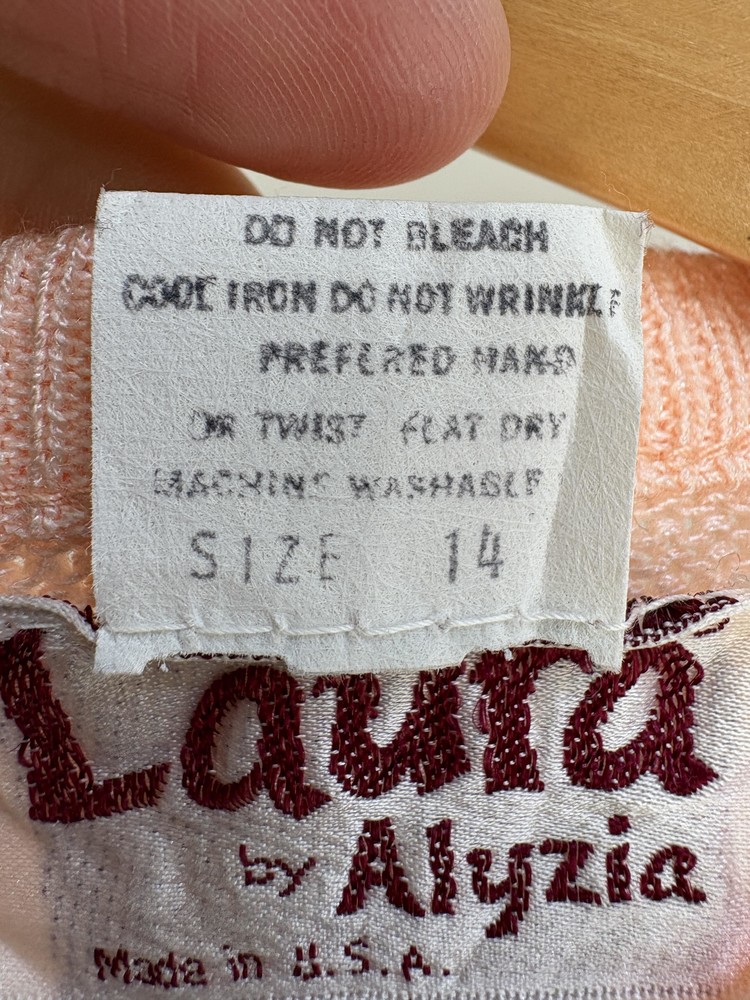 DO NOT BLEACH
COOL IRON DO NOT WRINKLE
PREFERED HAND
OR TWIST FLAT DRY
MACHINE WASHABLE
SIZE 14
Laura
by Alyzia
Made in U.S.A.